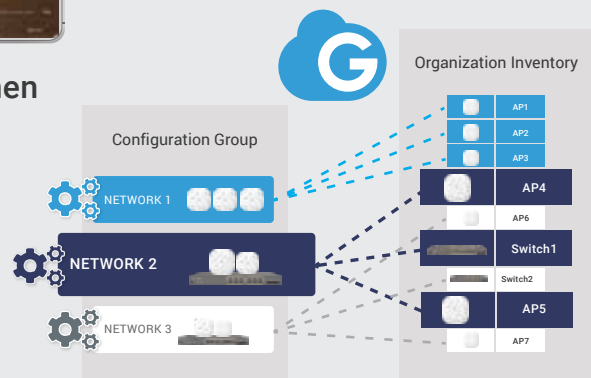 en
Organization Inventory
Configuration Group
NETWORK 1
NETWORK 2
NETWORK 3
G
AP1
AP2
AP3
AP4
AP6
Switch1
Switch2
AP5
AP7